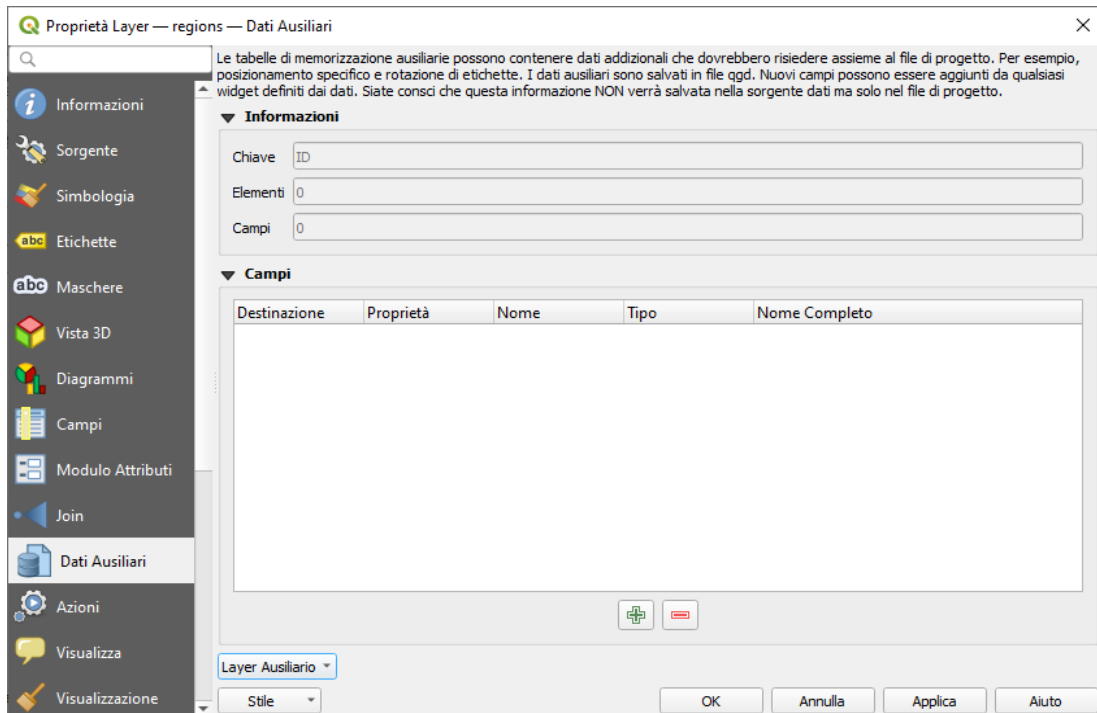 Proprietà Layer — regions — Dati Ausiliari
Informazioni
Sorgente
Simbologia
abc Etichette
abc Maschere
Vista 3D
Diagrammi
Campi
Modulo Attributi
Join
Dati Ausiliari
Azioni
Visualizza
Visualizzazione
Le tabelle di memorizzazione ausiliarie possono contenere dati addizionali che dovrebbero risiedere assieme al file di progetto. Per esempio,
posizionamento specifico e rotazione di etichette. I dati ausiliari sono salvati in file qgd. Nuovi campi possono essere aggiunti da qualsiasi
widget definiti dai dati. Siate consci che questa informazione NON verrà salvata nella sorgente dati ma solo nel file di progetto.
Informazioni
Chiave ID
Elementi 0
Campi 0
Campi
Destinazione Proprietà Nome Tipo Nome Completo
Layer Ausiliario
Stile OK Annulla Applica Aiuto